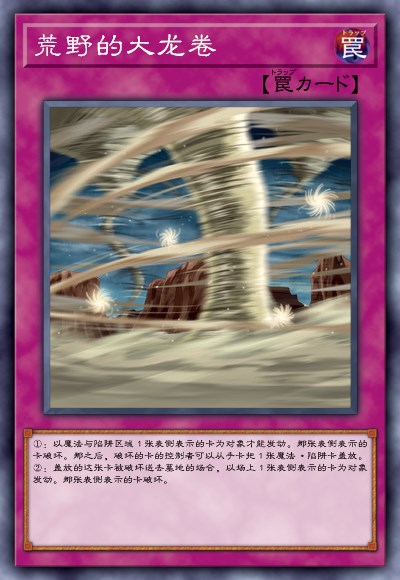 荒野的大龙卷
トラップ
罠
トラップ
【罠カード】
①：以魔法与陷阱区域1张表侧表示的卡为对象才能发动。那张表侧表示的
卡破坏。那之后，破坏的卡的控制者可以从手卡把1张魔法·陷阱卡盖放。
②：盖放的这张卡被破坏送去墓地的场合，以场上1张表侧表示的卡为对象
发动。那张表侧表示的卡破坏。